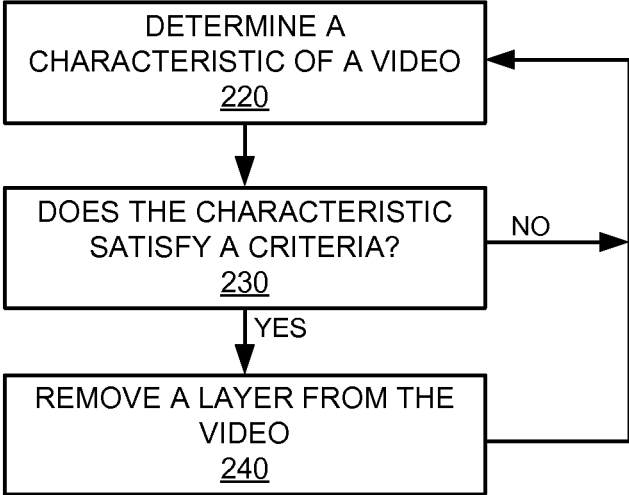 DETERMINE A
CHARACTERISTIC OF A VIDEO
220
DOES THE CHARACTERISTIC
SATISFY A CRITERIA?
230
NO
YES
REMOVE A LAYER FROM THE
VIDEO
240